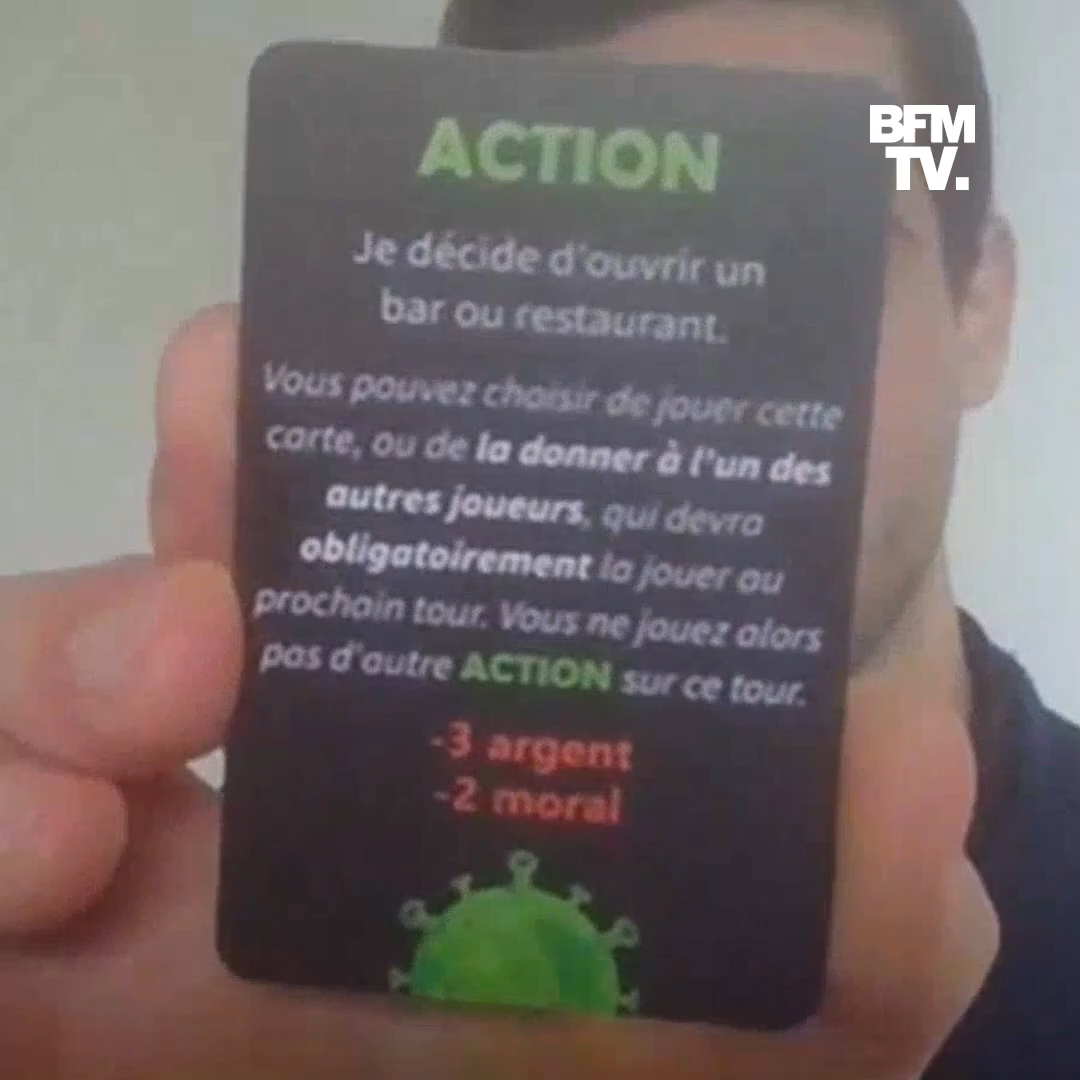 BFM
TV.
ACTION
Je décide d'ouvrir un
bar ou restaurant.
Vous pouvez choisir de jouer cette
carte, ou de la donner à l'un des
autres joueurs, qui devra
obligatoirement la jouer au
prochain tour. Vous ne jouez alors
pas d'autre ACTION sur ce tour.
-3 argent
-2 moral